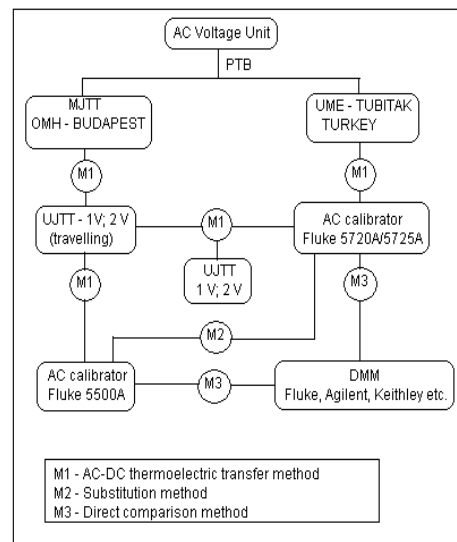 AC Voltage Unit
PTB
MJTT
OMH - BUDAPEST
UME - TUBITAK
TURKEY
M1
M1
UJTT - 1V; 2 V
(travelling)
M1
AC calibrator
Fluke 5720A/5725A
UJTT
1 V; 2 V
M1
M3
M2
AC calibrator
Fluke 5500A
M3
DMM
Fluke, Agilent, Keithley etc.
M1 - AC-DC thermoelectric transfer method
M2 - Substitution method
M3 - Direct comparison method